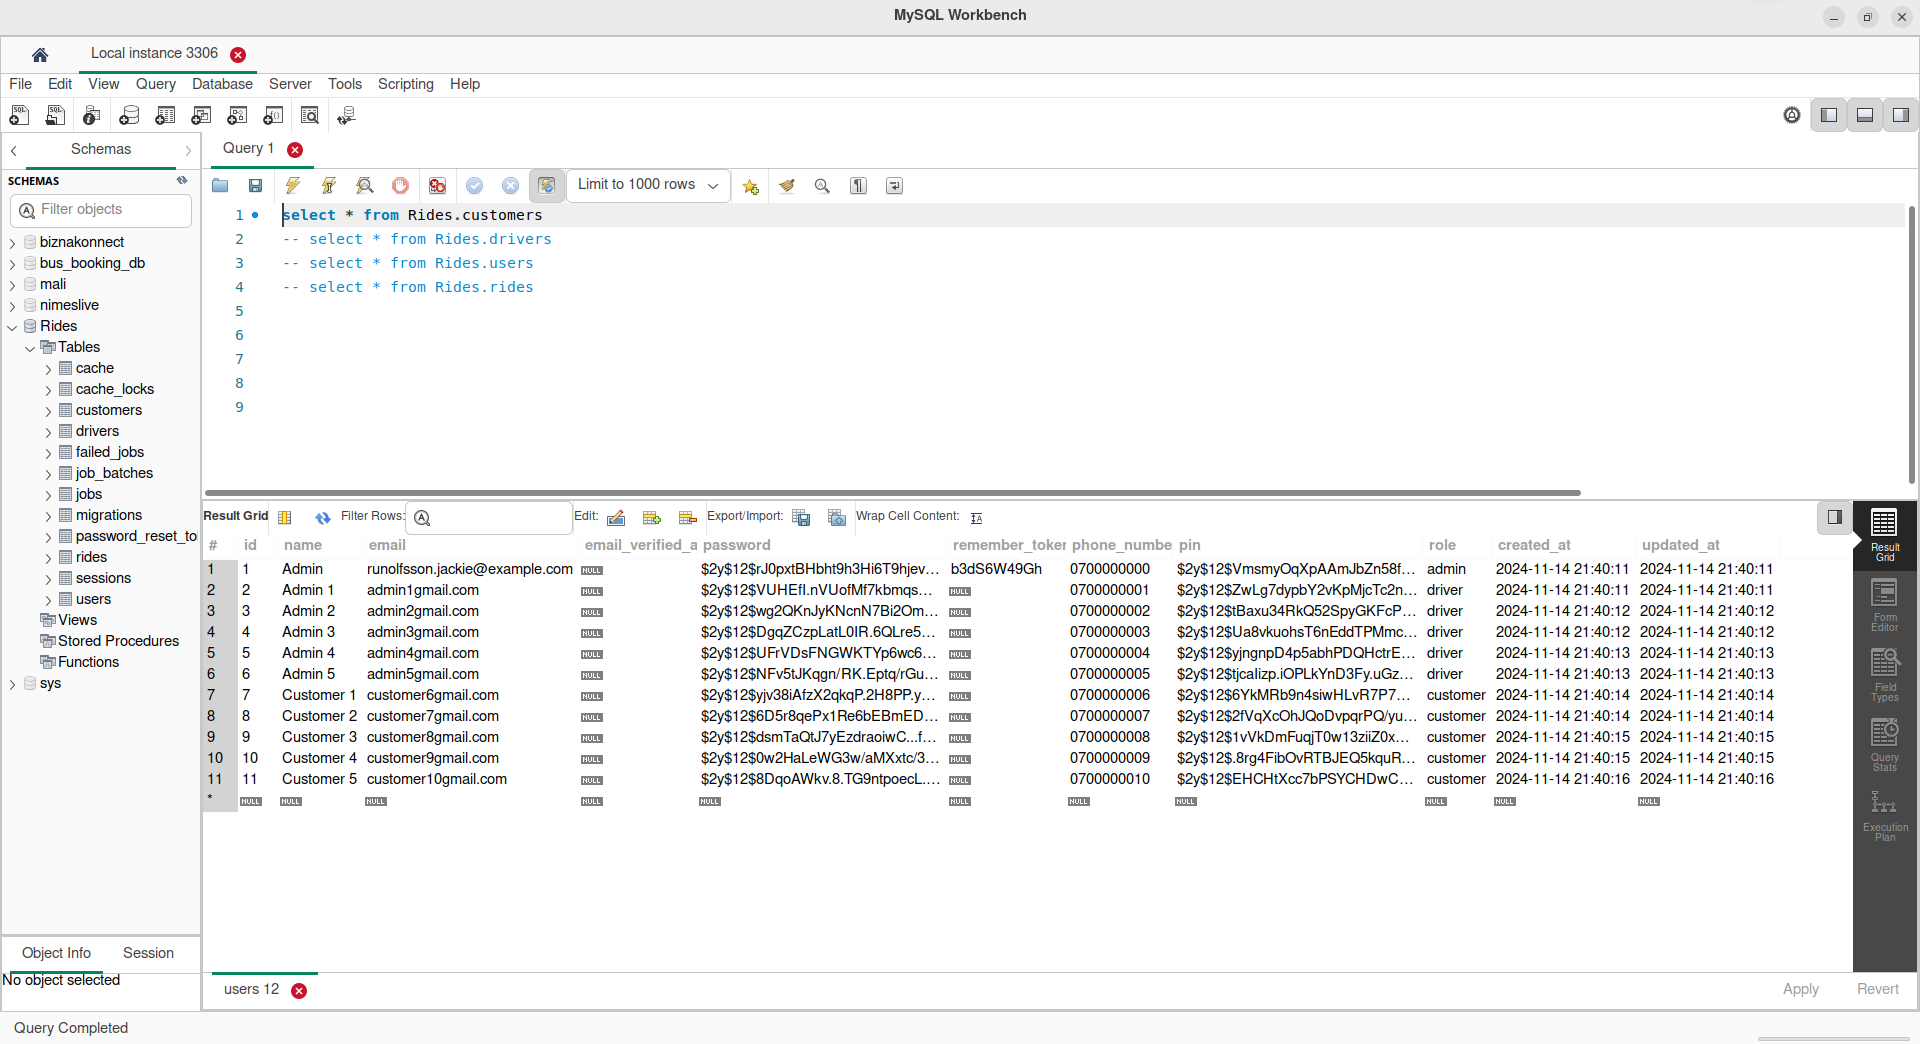 MySQL Workbench
Local instance 3306
File Edit View Query Database Server Tools Scripting Help
Schemas
SCHEMAS
Filter objects
biznakonnect
bus_booking_db
mali
nimeslive
Rides
Tables
cache
cache_locks
customers
drivers
failed_jobs
job_batches
jobs
migrations
password_reset_to
rides
sessions
users
Views
Stored Procedures
Functions
sys
Object Info Session
No object selected
Query 1
Limit to 1000 rows
1 select * from Rides.customers
2 -- select * from Rides.drivers
3 -- select * from Rides.users
4 -- select * from Rides.rides
5
6
7
8
9
Result Grid Filter Rows: Edit: Export/Import: Wrap Cell Content:
# id name email email_verified_a password remember_token phone_numbe pin role created_at updated_at
1 1 Admin runolfsson.jackie@example.com NULL $2y$12$rJ0pxtBHbht9h3Hi6T9hjev... b3dS6W49Gh 0700000000 $2y$12$VmsmyOqXpAAmJbZn58f... admin 2024-11-14 21:40:11 2024-11-14 21:40:11
2 2 Admin 1 admin1gmail.com NULL $2y$12$VUHEfI.nVUofMf7kbmqs... NULL 0700000001 $2y$12$ZwLg7dypbY2vKpMjcTc2n... driver 2024-11-14 21:40:11 2024-11-14 21:40:11
3 3 Admin 2 admin2gmail.com NULL $2y$12$wg2QKnJyKNcnN7Bi2Om... NULL 0700000002 $2y$12$tBaxu34RkQ52SpyGKFcP... driver 2024-11-14 21:40:12 2024-11-14 21:40:12
4 4 Admin 3 admin3gmail.com NULL $2y$12$DgqZCzpLatL0IR.6QLre5... NULL 0700000003 $2y$12$Ua8vkuohsT6nEddTPMmc... driver 2024-11-14 21:40:12 2024-11-14 21:40:12
5 5 Admin 4 admin4gmail.com NULL $2y$12$UFrVDsFNGWKTYp6wc6... NULL 0700000004 $2y$12$yjngnpD4p5abhPDQHctrE... driver 2024-11-14 21:40:13 2024-11-14 21:40:13
6 6 Admin 5 admin5gmail.com NULL $2y$12$NFv5tJKqgn/RK.Eptq/rGu... NULL 0700000005 $2y$12$tjcaIizp.iOPLkYnD3Fy.uGz... driver 2024-11-14 21:40:13 2024-11-14 21:40:13
7 7 Customer 1 customer6gmail.com NULL $2y$12$yjv38iAfzX2qkqP.2H8PP.y... NULL 0700000006 $2y$12$6YkMRb9n4siwHLvR7P7... customer 2024-11-14 21:40:14 2024-11-14 21:40:14
8 8 Customer 2 customer7gmail.com NULL $2y$12$6D5r8qePx1Re6bEBmED... NULL 0700000007 $2y$12$2fVqXcOhJQoDvpqrPQ/yu... customer 2024-11-14 21:40:14 2024-11-14 21:40:14
9 9 Customer 3 customer8gmail.com NULL $2y$12$dsmTaQtJ7yEzdraoiwC...f... NULL 0700000008 $2y$12$1vVkDmFuqjT0w13ziiZ0x... customer 2024-11-14 21:40:15 2024-11-14 21:40:15
10 10 Customer 4 customer9gmail.com NULL $2y$12$0w2HaLeWG3w/aMXxtc/3... NULL 0700000009 $2y$12$.8rg4FibOvRTBJEQ5kquR... customer 2024-11-14 21:40:15 2024-11-14 21:40:15
11 11 Customer 5 customer10gmail.com NULL $2y$12$8DqoAWkv.8.TG9ntpoecL.... NULL 0700000010 $2y$12$EHCHtXcc7bPSYCHDwC... customer 2024-11-14 21:40:16 2024-11-14 21:40:16
* NULL NULL NULL NULL NULL NULL NULL NULL NULL NULL NULL
Result
Grid
Form
Editor
Field
Types
Query
Stats
Execution
Plan
users 12
Apply Revert
Query Completed